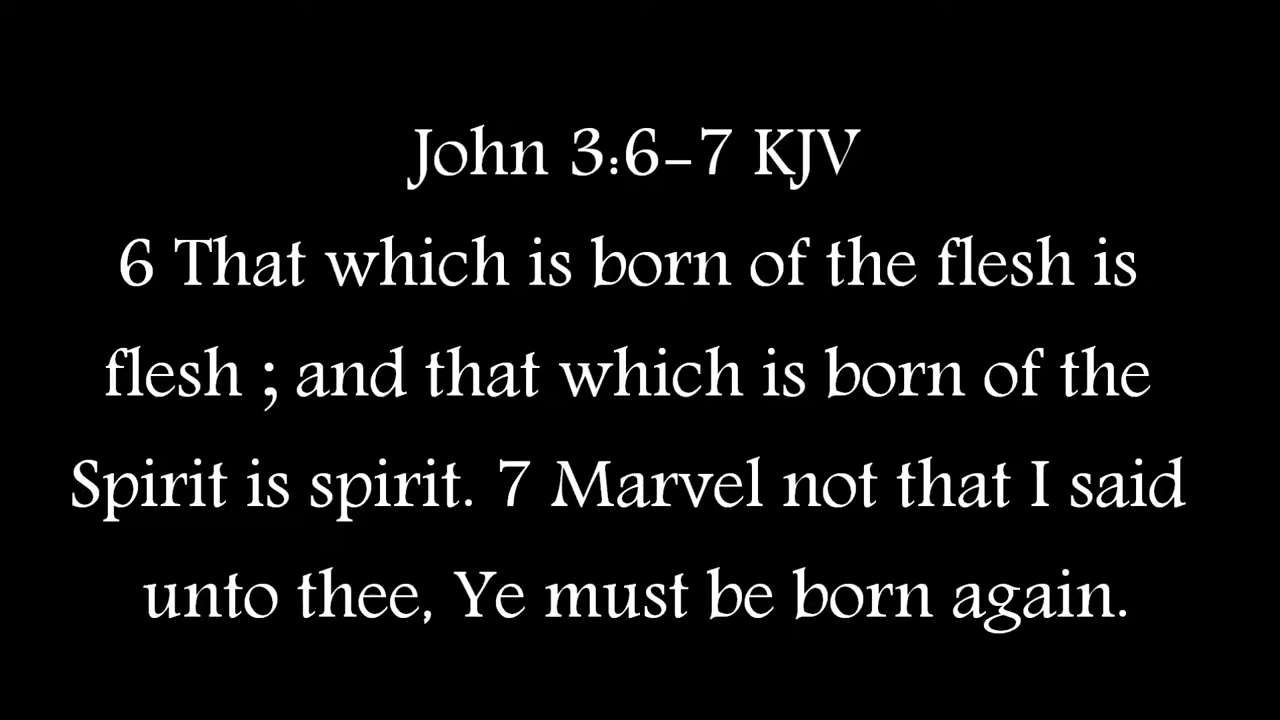 John 3:6-7 KJV
6 That which is born of the flesh is
flesh ; and that which is born of the
Spirit is spirit. 7 Marvel not that I said
unto thee, Ye must be born again.